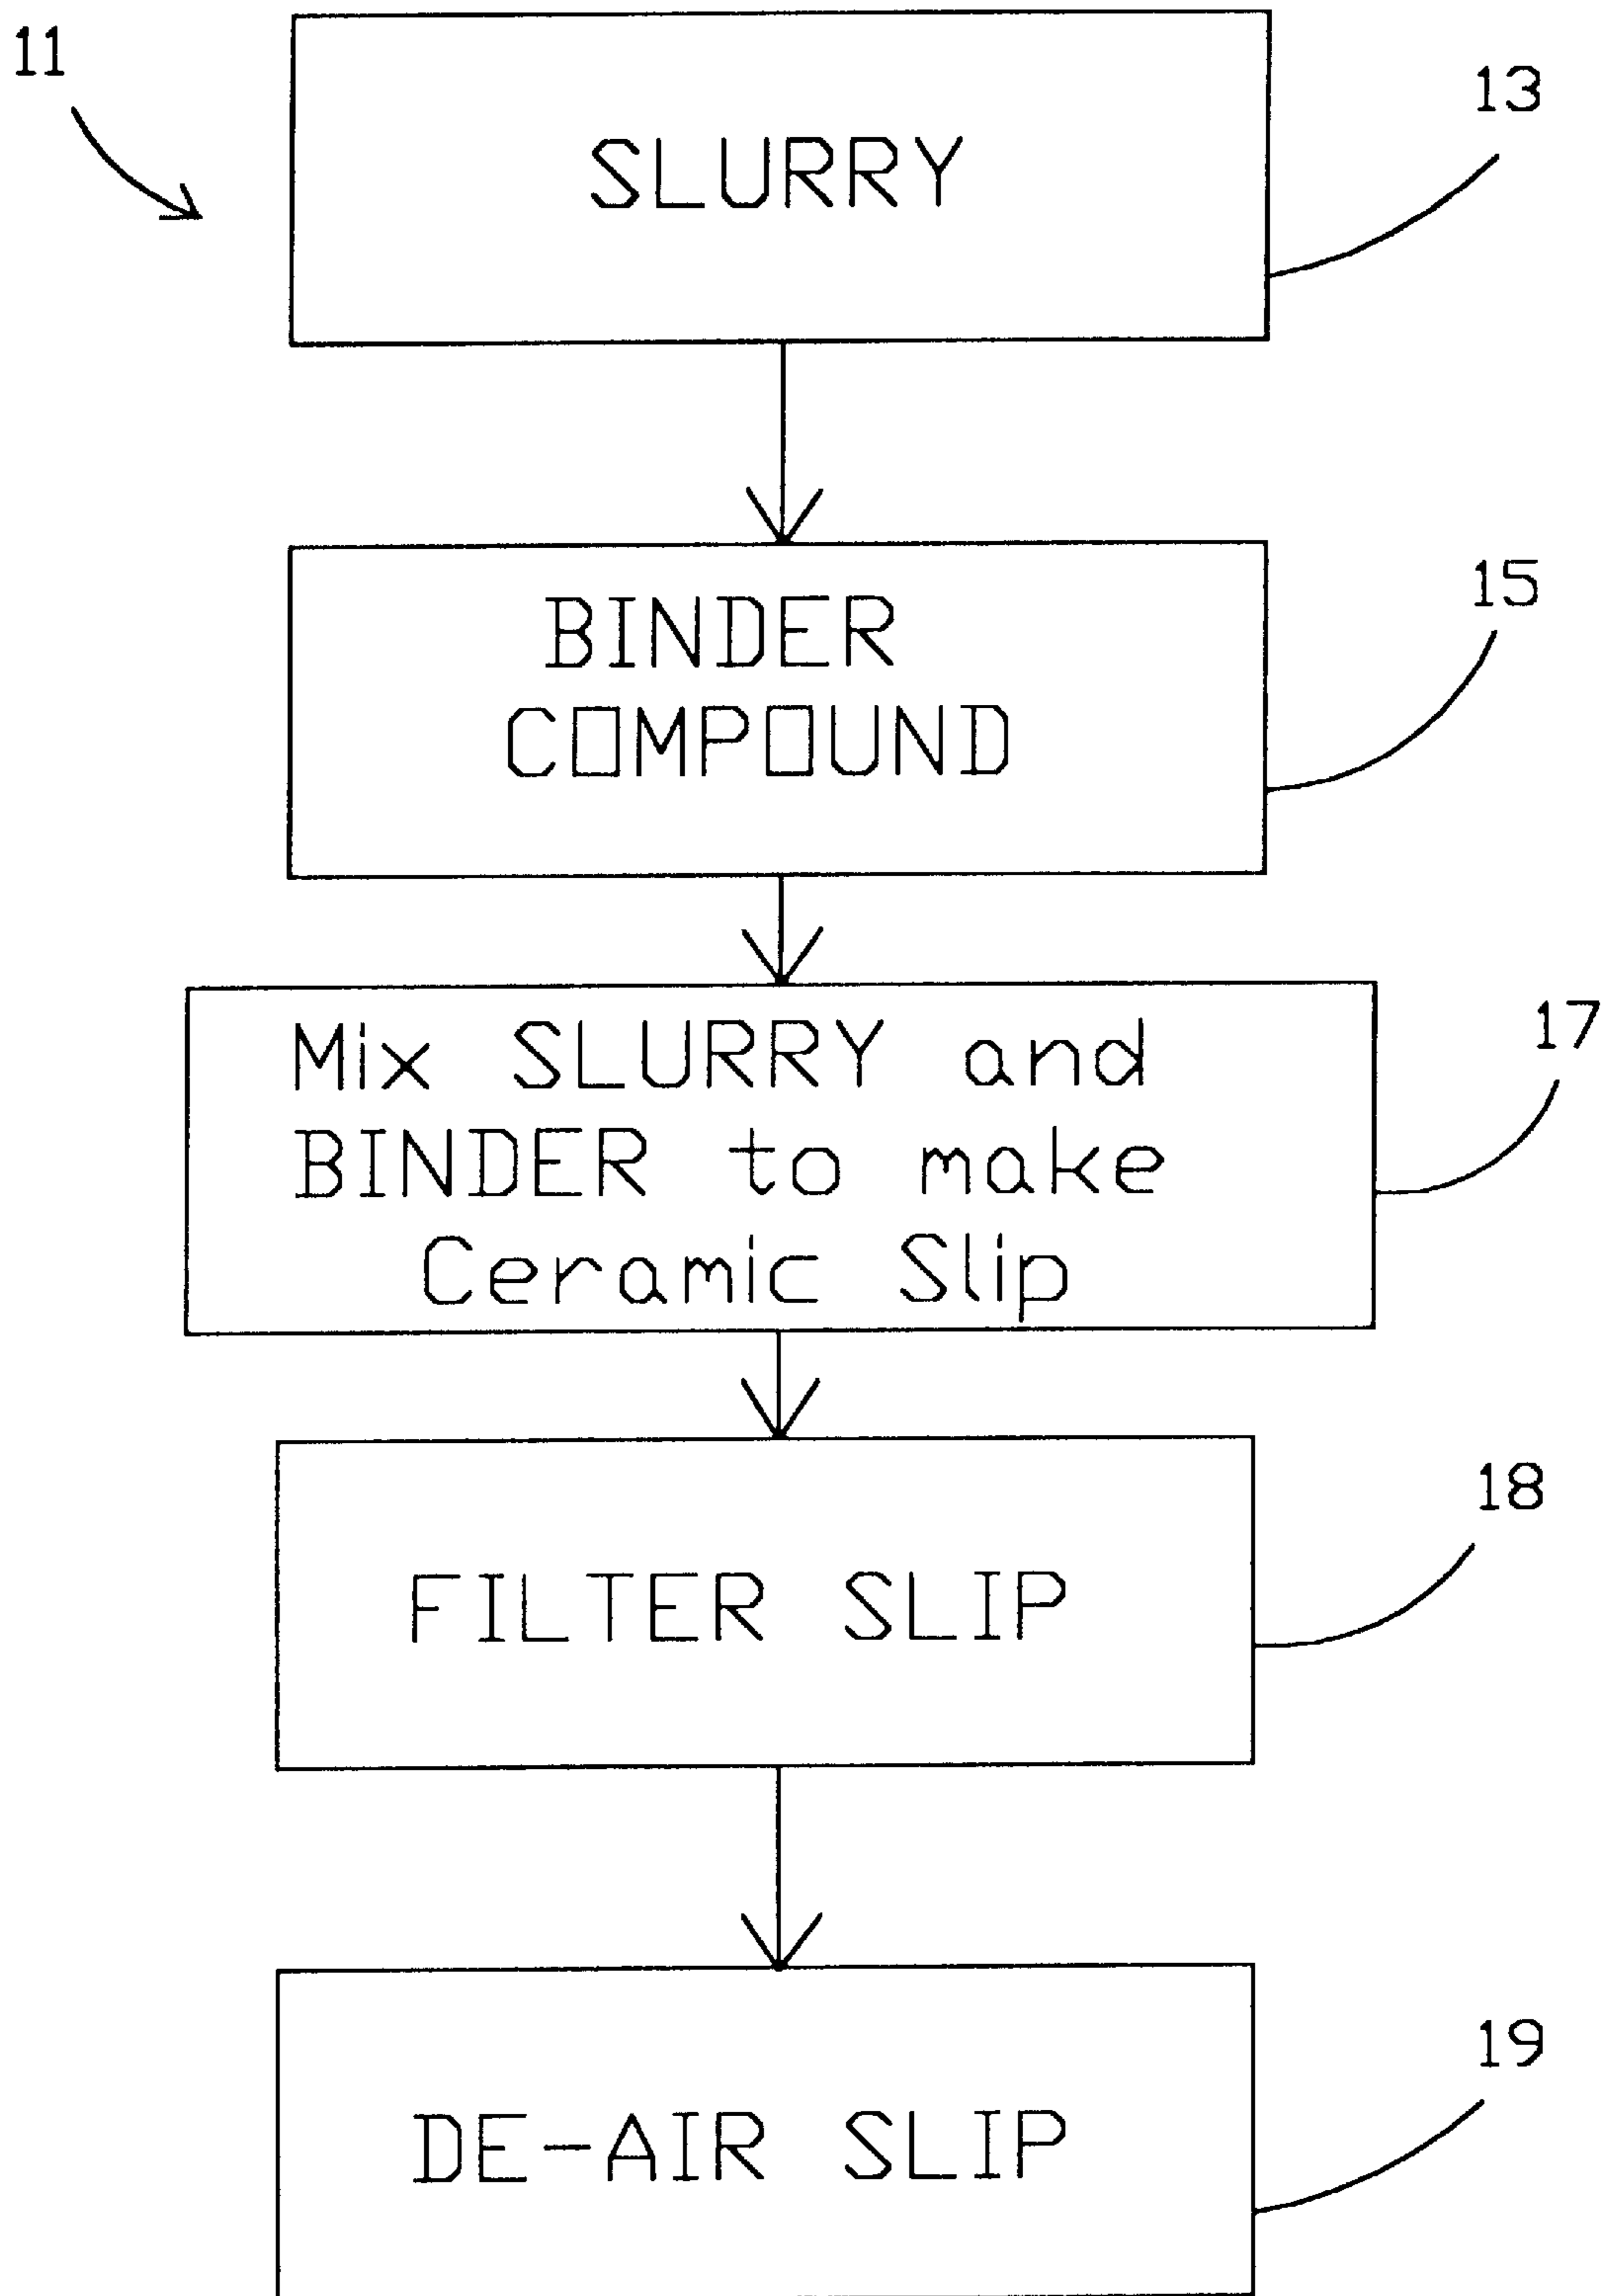 11
13
SLURRY
15
BINDER
COMPOUND
17
Mix SLURRY and
BINDER to make
Ceramic Slip
18
FILTER SLIP
19
DE-AIR SLIP